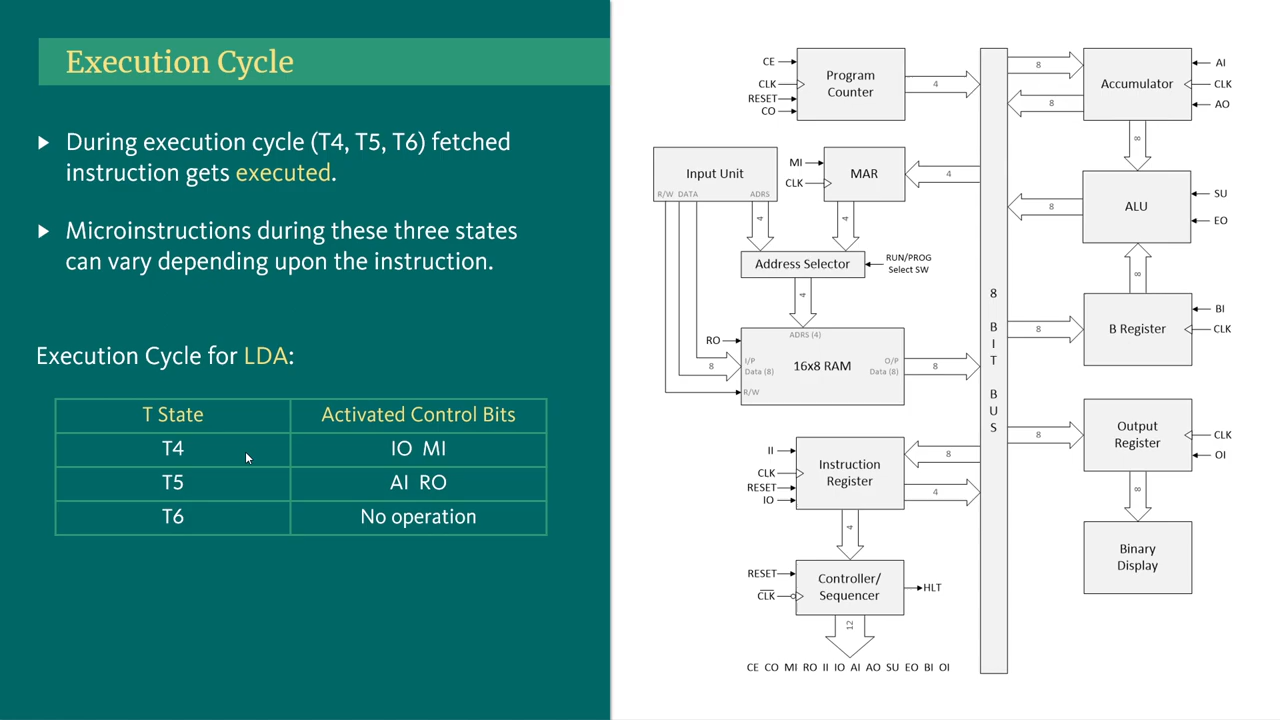 Execution Cycle
During execution cycle (T4, T5, T6) fetched
instruction gets executed.
Microinstructions during these three states
can vary depending upon the instruction.
Execution Cycle for LDA:
T State Activated Control Bits
T4 IO MI
T5 AI RO
T6 No operation
CE
CLK
RESET
CO
Program
Counter
4
8
8
Accumulator
AI
CLK
AO
8
Input Unit
R/W DATA ADRS
MI
CLK
MAR
4
4
4
8
ALU
SU
EO
Address Selector
RUN/PROG
Select SW
4
8
8 BIT BUS
8
B Register
BI
CLK
RO
ADRS (4)
8
I/P
Data (8)
16x8 RAM
O/P
Data (8)
R/W
8
8
Output
Register
CLK
OI
II
CLK
RESET
IO
Instruction
Register
8
4
4
8
Binary
Display
RESET
CLK
Controller/
Sequencer
HLT
12
CE CO MI RO II IO AI AO SU EO BI OI